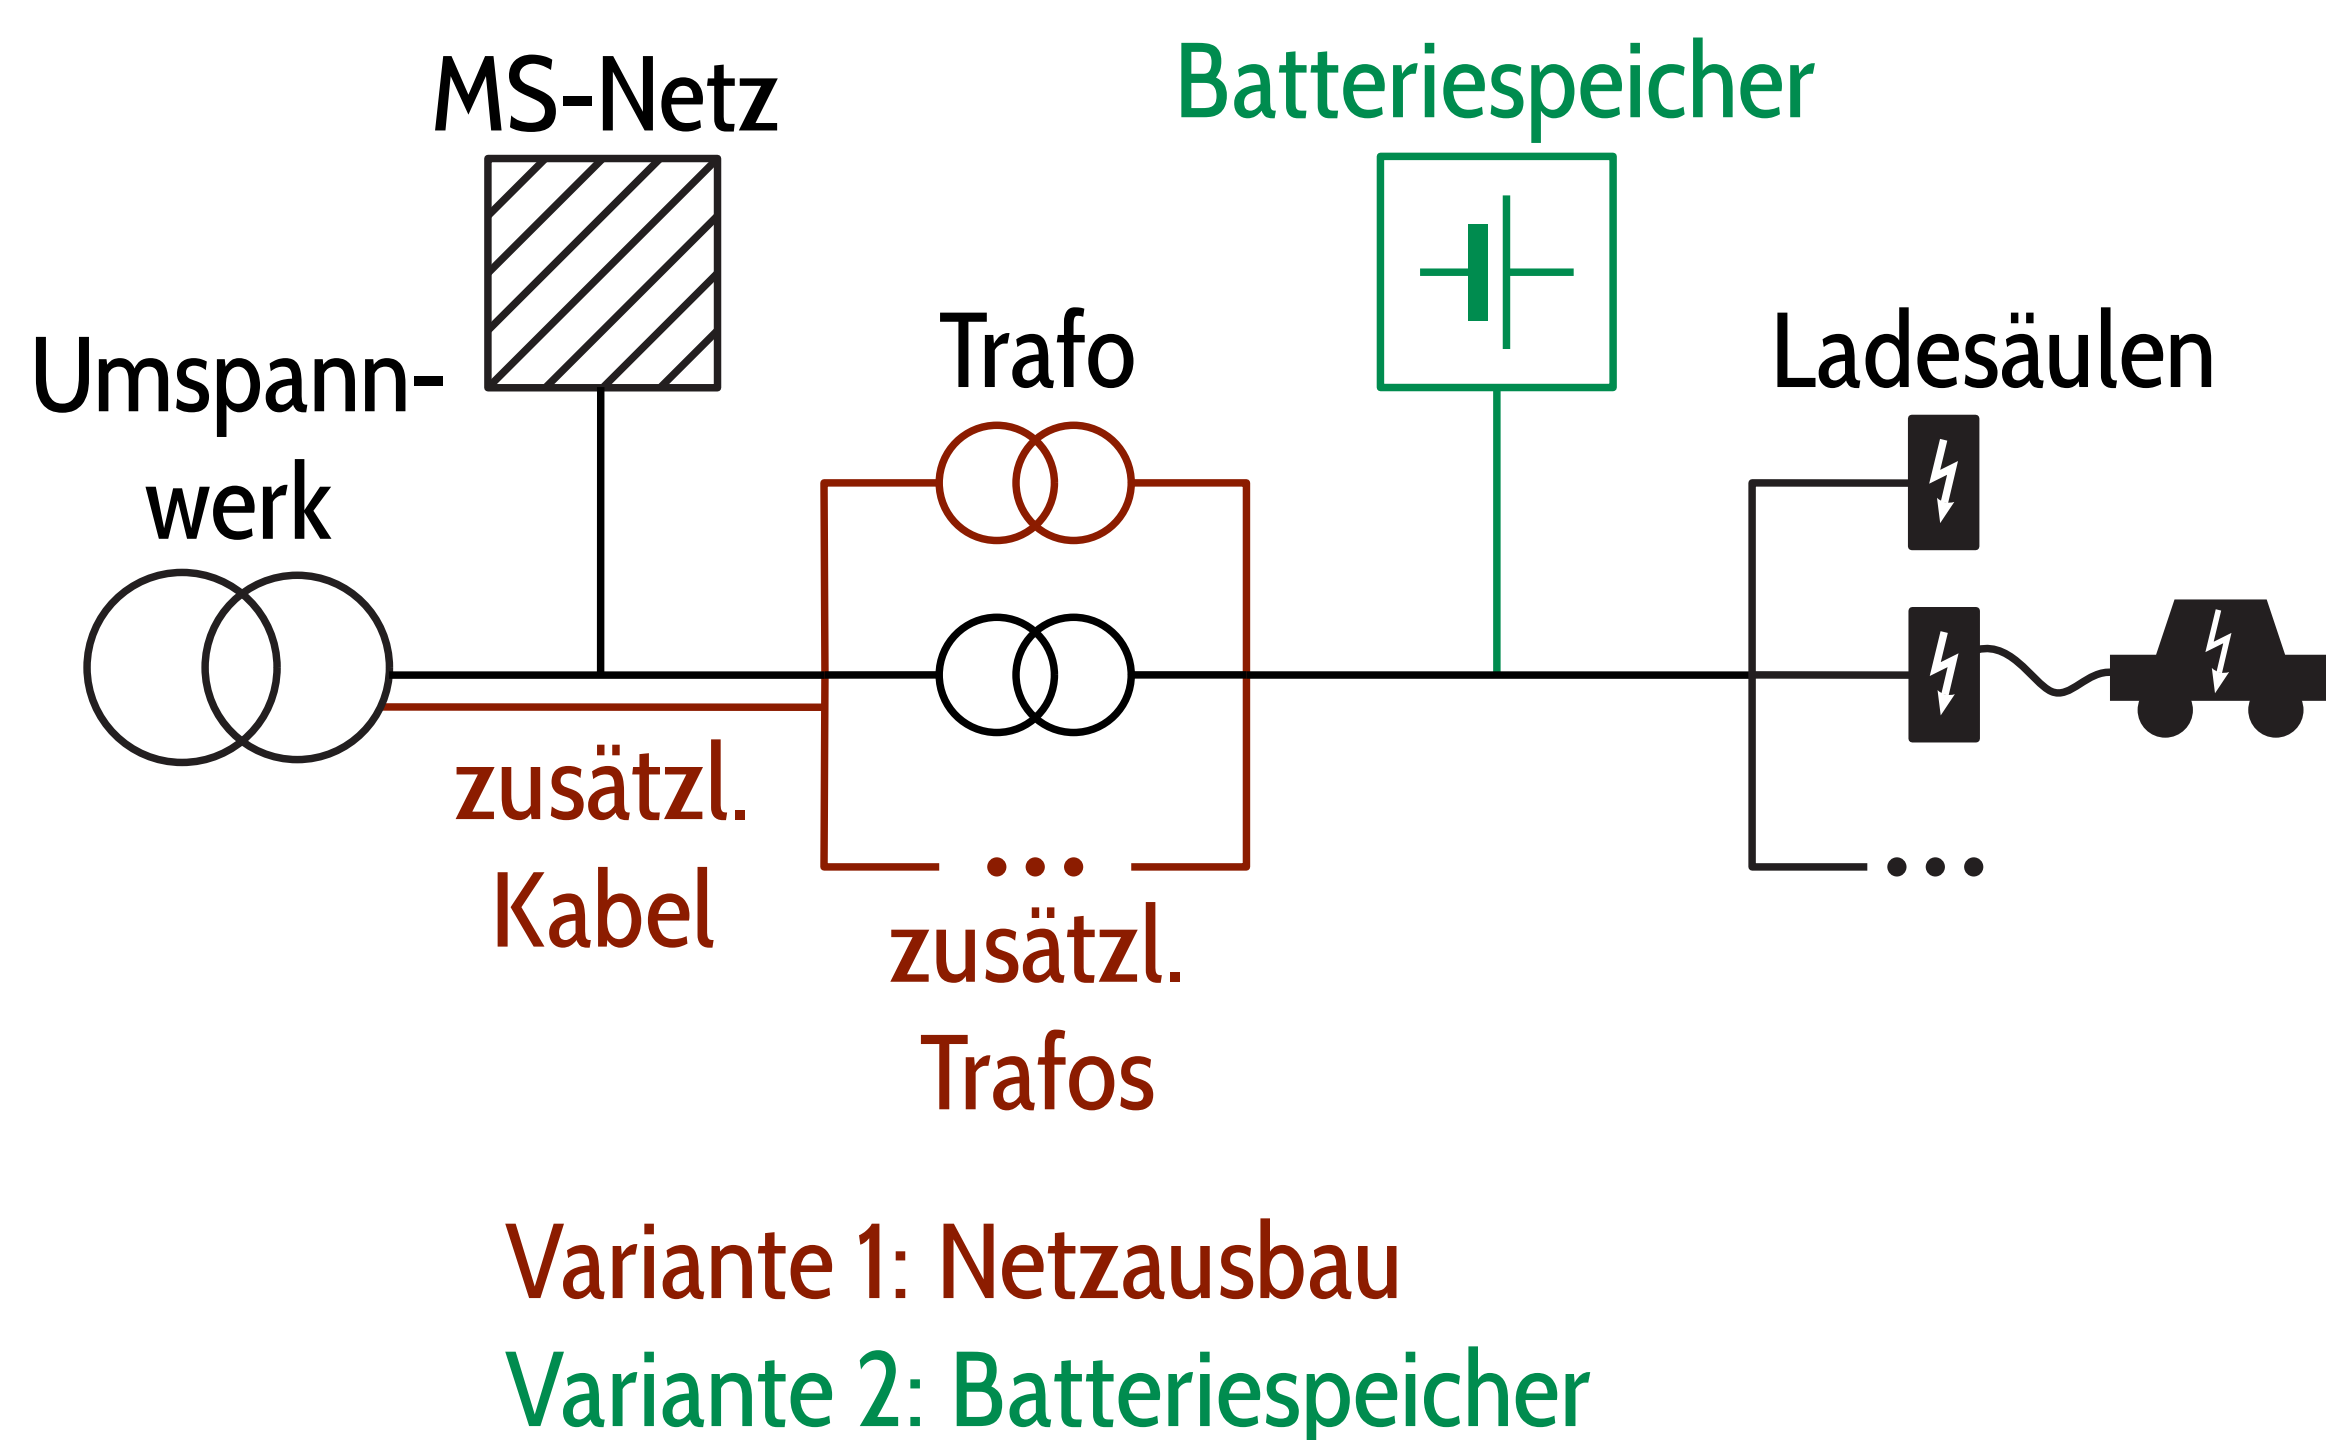 MS-Netz
Batteriespeicher
Umspann-
werk
Trafo
Ladesäulen
zusätzl.
Kabel
zusätzl.
Trafos
Variante 1: Netzausbau
Variante 2: Batteriespeicher